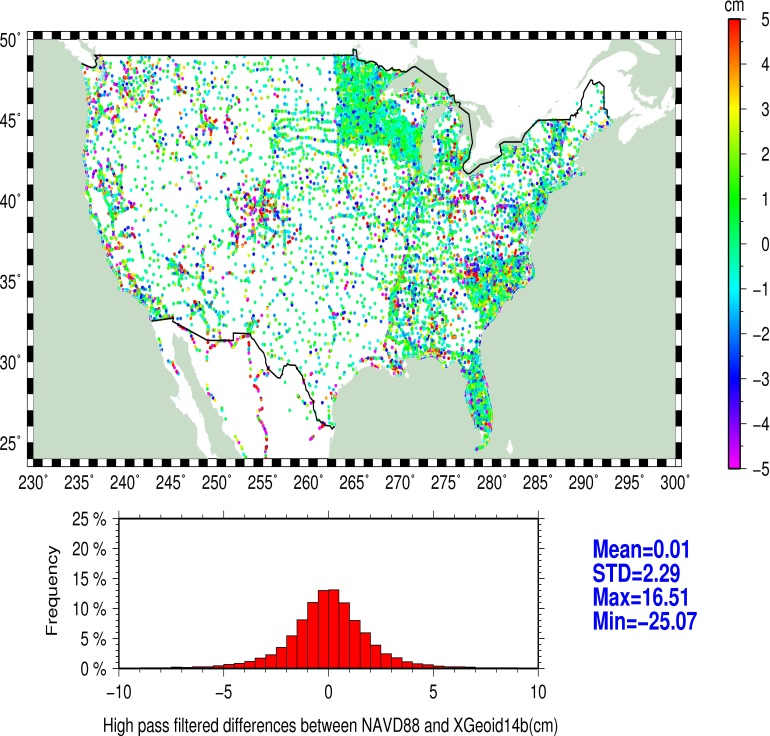 cm
50° 5
4
45° 3
2
40° 1
0
35° −1
−2
30° −3
−4
25° −5
230° 235° 240° 245° 250° 255° 260° 265° 270° 275° 280° 285° 290° 295° 300°
25 %
20 %
15 %
10 %
5 %
0 %
Frequency
−10 −5 0 5 10
High pass filtered differences between NAVD88 and XGeoid14b(cm)
Mean=0.01
STD=2.29
Max=16.51
Min=−25.07